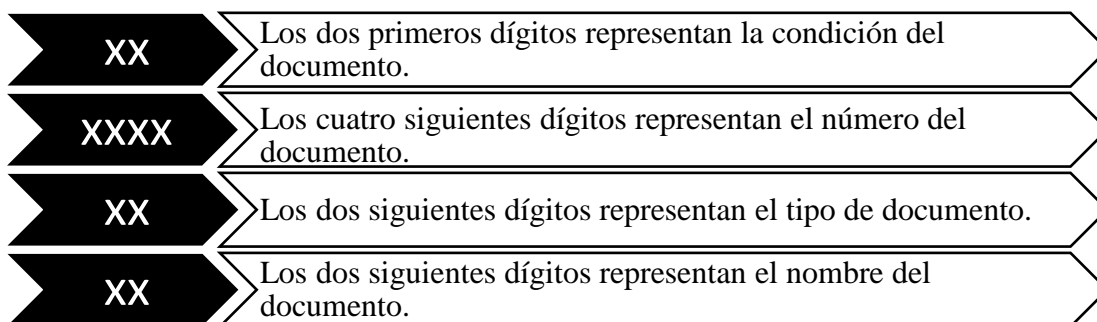 XX
Los dos primeros dígitos representan la condición del
documento.
XXXX
Los cuatro siguientes dígitos representan el número del
documento.
XX
Los dos siguientes dígitos representan el tipo de documento.
XX
Los dos siguientes dígitos representan el nombre del
documento.